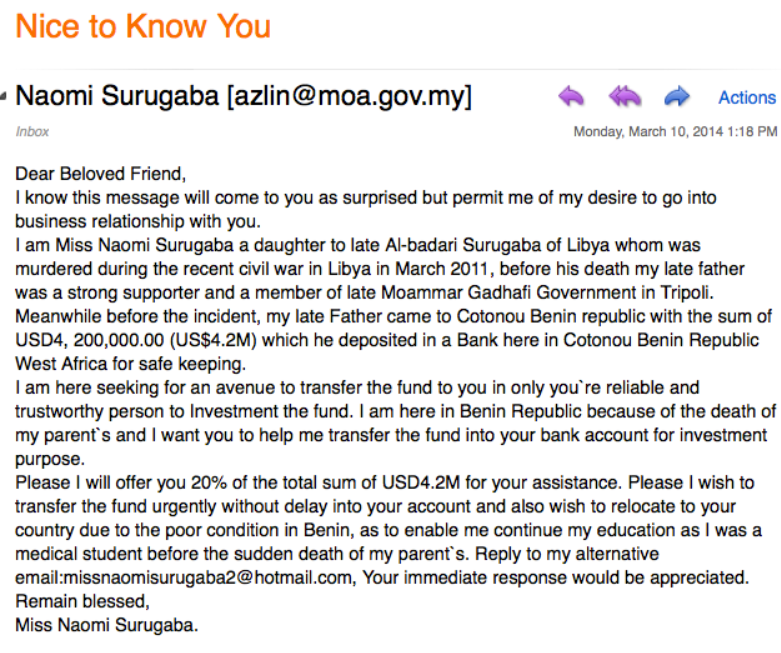 Nice to Know You
Naomi Surugaba [azlin@moa.gov.my]
Actions
Inbox
Monday, March 10, 2014 1:18 PM
Dear Beloved Friend,
I know this message will come to you as surprised but permit me of my desire to go into
business relationship with you.
I am Miss Naomi Surugaba a daughter to late Al-badari Surugaba of Libya whom was
murdered during the recent civil war in Libya in March 2011, before his death my late father
was a strong supporter and a member of late Moammar Gadhafi Government in Tripoli.
Meanwhile before the incident, my late Father came to Cotonou Benin republic with the sum of
USD4, 200,000.00 (US$4.2M) which he deposited in a Bank here in Cotonou Benin Republic
West Africa for safe keeping.
I am here seeking for an avenue to transfer the fund to you in only you`re reliable and
trustworthy person to Investment the fund. I am here in Benin Republic because of the death of
my parent`s and I want you to help me transfer the fund into your bank account for investment
purpose.
Please I will offer you 20% of the total sum of USD4.2M for your assistance. Please I wish to
transfer the fund urgently without delay into your account and also wish to relocate to your
country due to the poor condition in Benin, as to enable me continue my education as I was a
medical student before the sudden death of my parent`s. Reply to my alternative
email:missnaomisurugaba2@hotmail.com, Your immediate response would be appreciated.
Remain blessed,
Miss Naomi Surugaba.